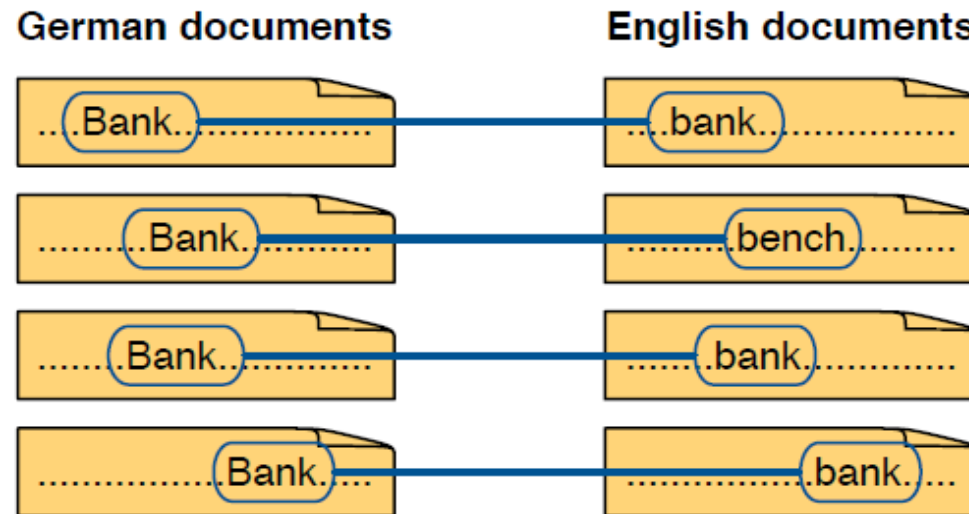 German documents English documents
....Bank.................. ....bank.................
..........Bank............ ..........bench.........
........Bank.............. ........bank.............
.................Bank..... .................bank.....